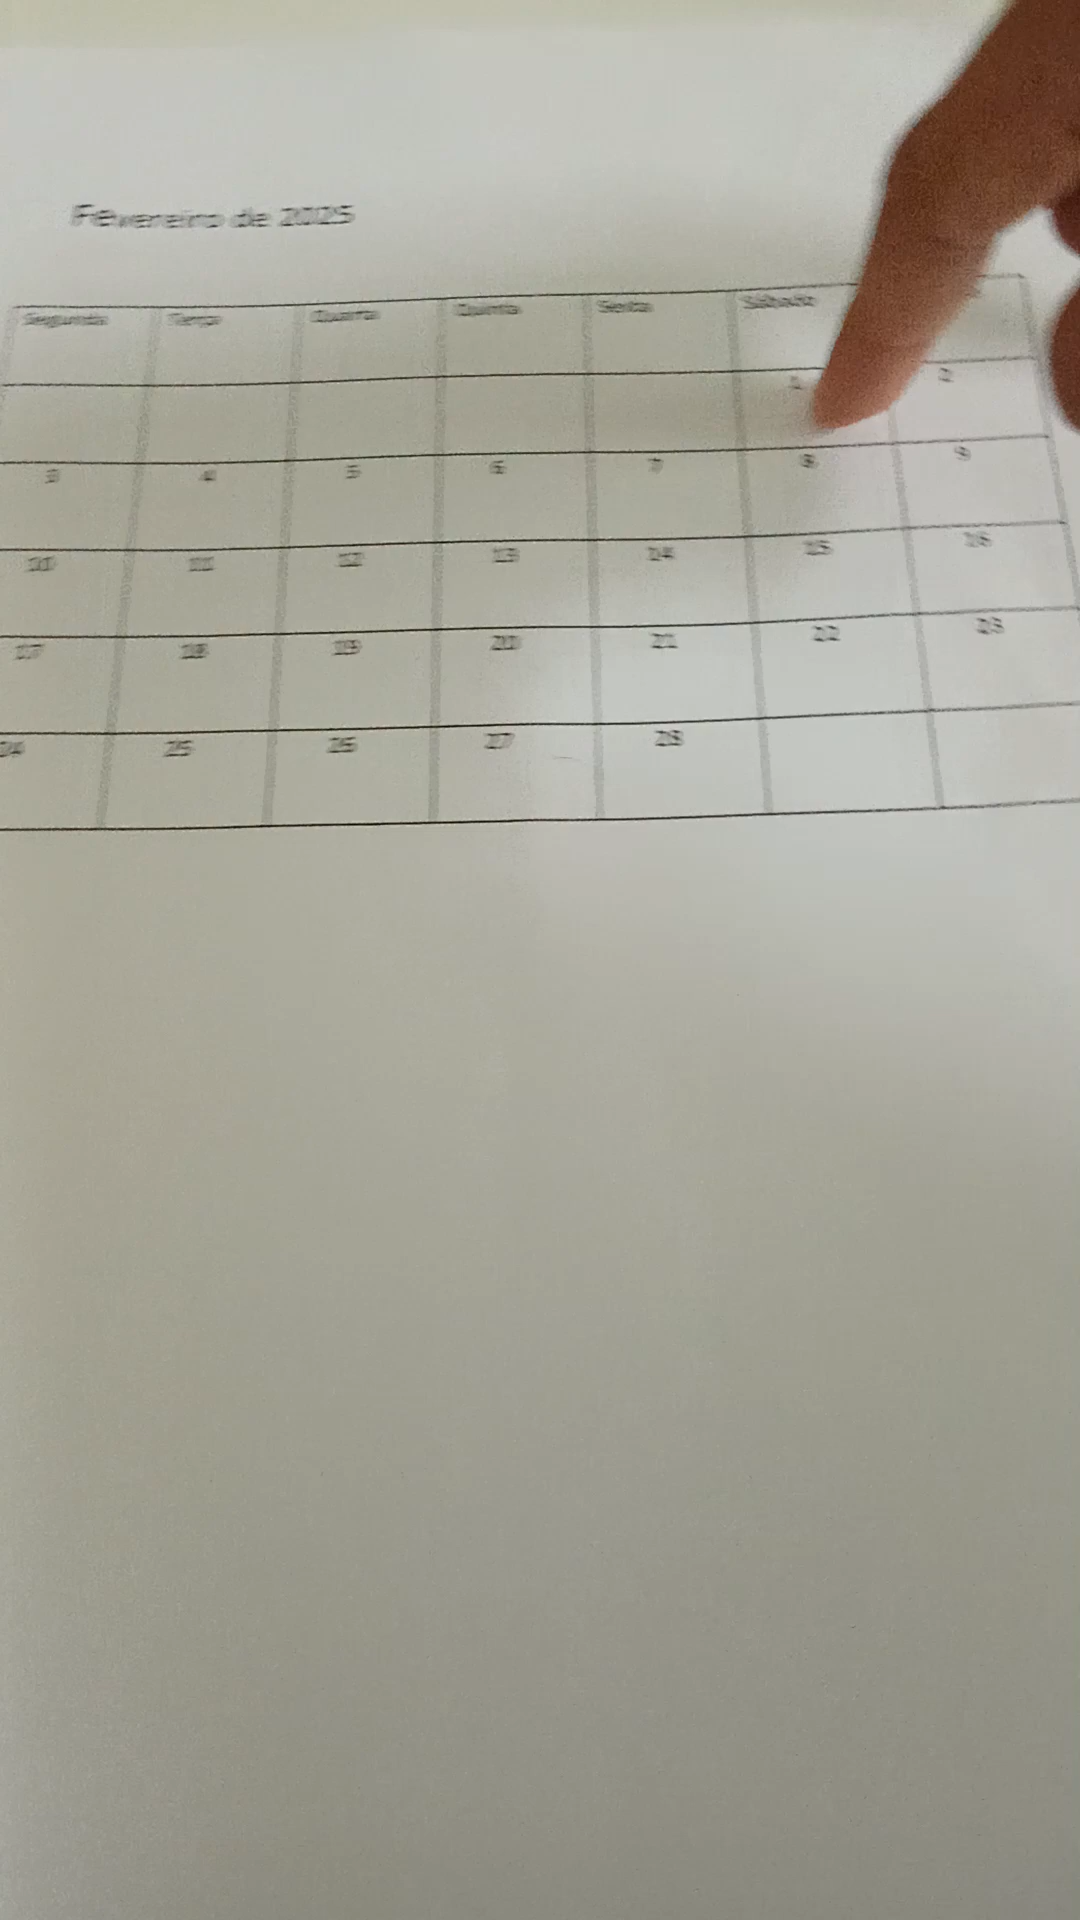 Fevereiro de 2025
Segunda Terça Quarta Quinta Sexta Sábado
1 2
3 4 5 6 7 8 9
10 11 12 13 14 15 16
17 18 19 20 21 22 23
24 25 26 27 28